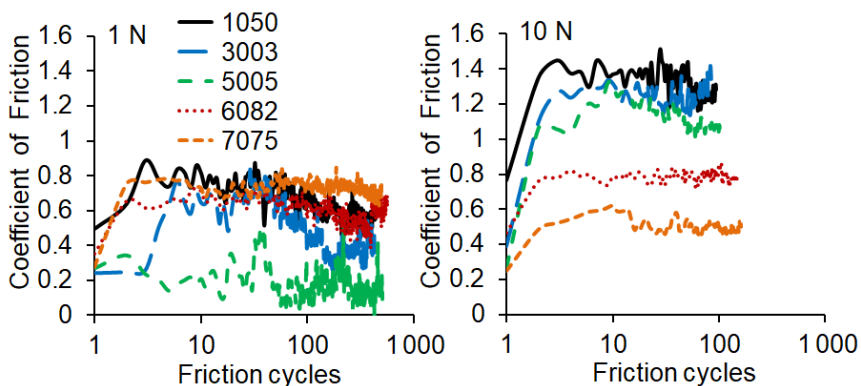 Coefficient of Friction
1.6
1.4
1.2
1
0.8
0.6
0.4
0.2
0
1 N
1050
3003
5005
6082
7075
1 10 100 1 000
Friction cycles
Coefficient of Friction
1.6
1.4
1.2
1
0.8
0.6
0.4
0.2
0
10 N
1 10 100 1 000
Friction cycles